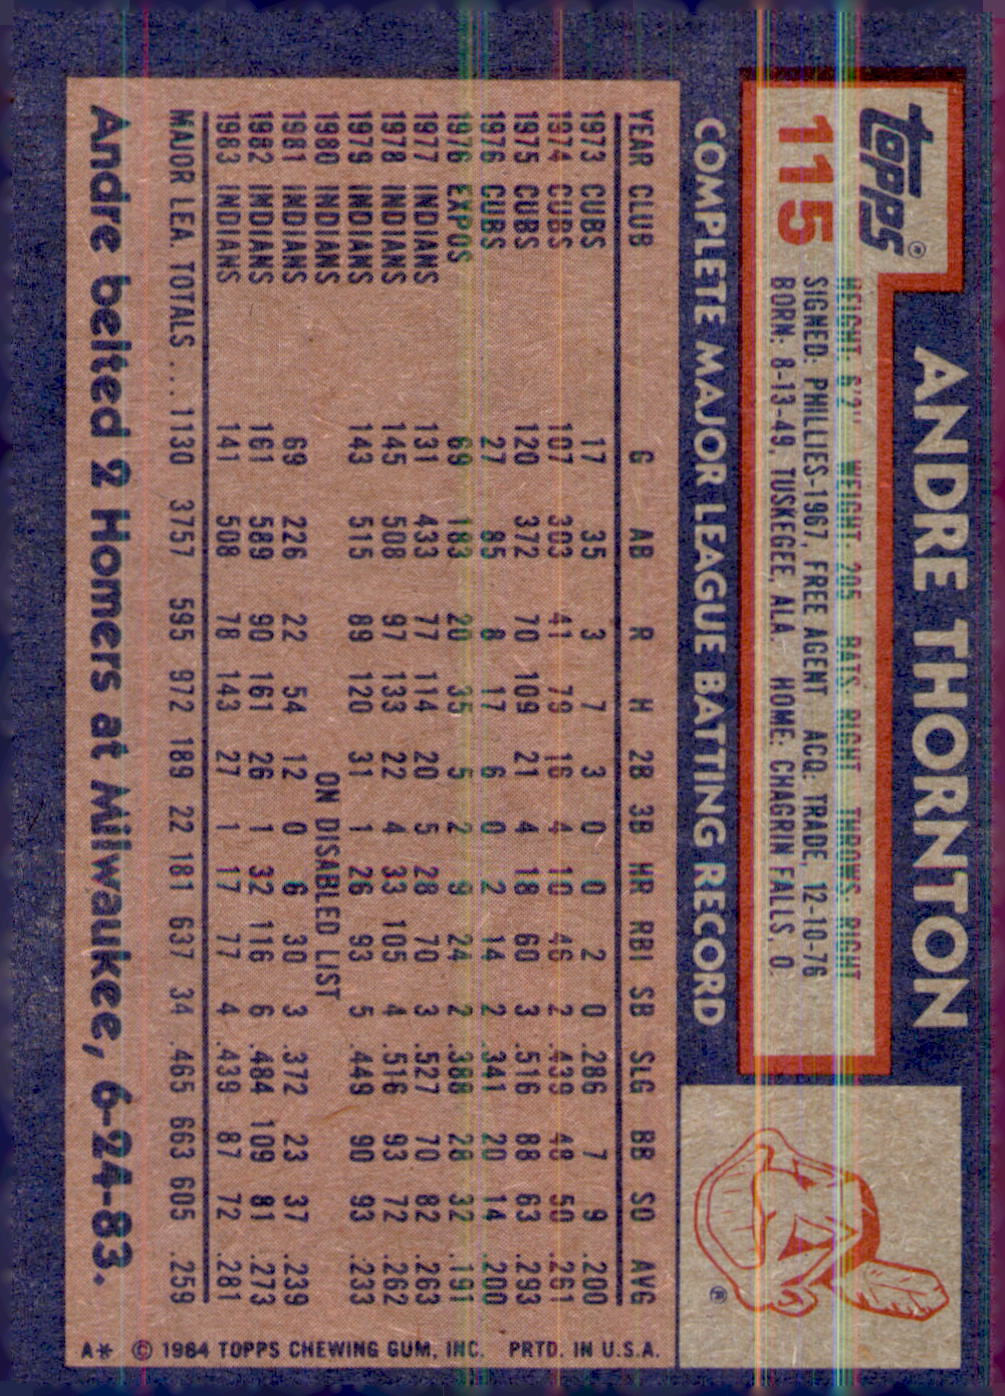 topps®
115
ANDRE THORNTON
HEIGHT: 6'2" WEIGHT: 205 BATS: RIGHT THROWS: RIGHT
SIGNED: PHILLIES-1967, FREE AGENT ACQ: TRADE, 12-10-76
BORN: 8-13-49, TUSKEGEE, ALA. HOME: CHAGRIN FALLS, O.
®
COMPLETE MAJOR LEAGUE BATTING RECORD
YEAR CLUB G AB R H 2B 3B HR RBI SB SLG BB SO AVG
1973 CUBS 17 35 3 7 3 0 0 2 0 .286 7 9 .200
1974 CUBS 107 303 41 79 16 4 10 46 2 .439 48 50 .261
1975 CUBS 120 372 70 109 21 4 18 60 3 .516 88 63 .293
1976 CUBS 27 85 8 17 6 0 2 14 2 .341 20 14 .200
1976 EXPOS 69 183 20 35 5 2 9 24 2 .388 28 32 .191
1977 INDIANS 131 433 77 114 20 5 28 70 3 .527 70 82 .263
1978 INDIANS 145 508 97 133 22 4 33 105 4 .516 93 72 .262
1979 INDIANS 143 515 89 120 31 1 26 93 5 .449 90 93 .233
1980 INDIANS ON DISABLED LIST
1981 INDIANS 69 226 22 54 12 0 6 30 3 .372 23 37 .239
1982 INDIANS 161 589 90 161 26 1 32 116 6 .484 109 81 .273
1983 INDIANS 141 508 78 143 27 1 17 77 4 .439 87 72 .281
MAJOR LEA. TOTALS ... 1130 3757 595 972 189 22 181 637 34 .465 663 605 .259
Andre belted 2 Homers at Milwaukee, 6-24-83.
A* © 1984 TOPPS CHEWING GUM, INC. PRTD. IN U.S.A.